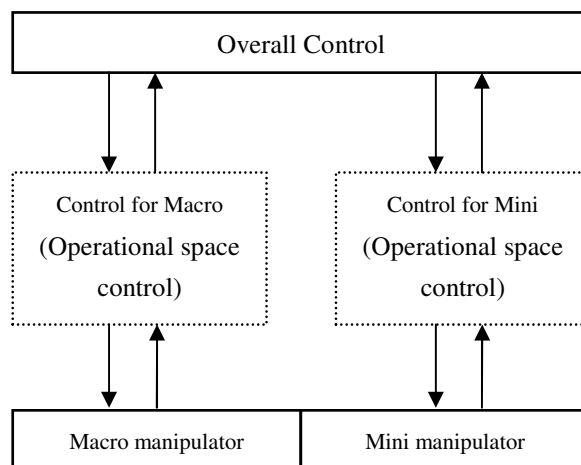 Overall Control
Control for Macro
(Operational space
control)
Control for Mini
(Operational space
control)
Macro manipulator
Mini manipulator